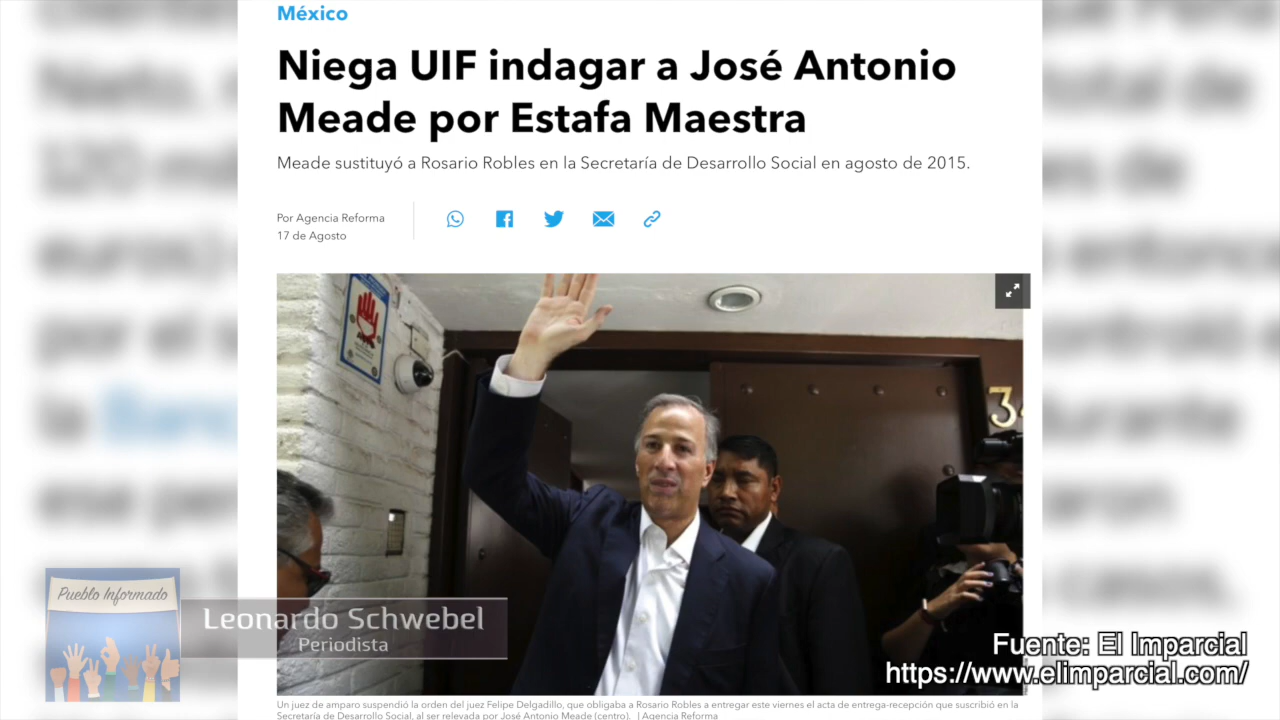 México
Niega UIF indagar a José Antonio
Meade por Estafa Maestra
Meade sustituyó a Rosario Robles en la Secretaría de Desarrollo Social en agosto de 2015.
Por Agencia Reforma
17 de Agosto
34
Pueblo Informado
Leonardo Schwebel
Periodista
Fuente: El Imparcial
https://www.elimparcial.com/
Un juez de amparo suspendió la orden del juez Felipe Delgadillo, que obligaba a Rosario Robles a entregar este viernes el acta de entrega-recepción que suscribió en la
Secretaría de Desarrollo Social, al ser relevada por José Antonio Meade (centro). | Agencia Reforma